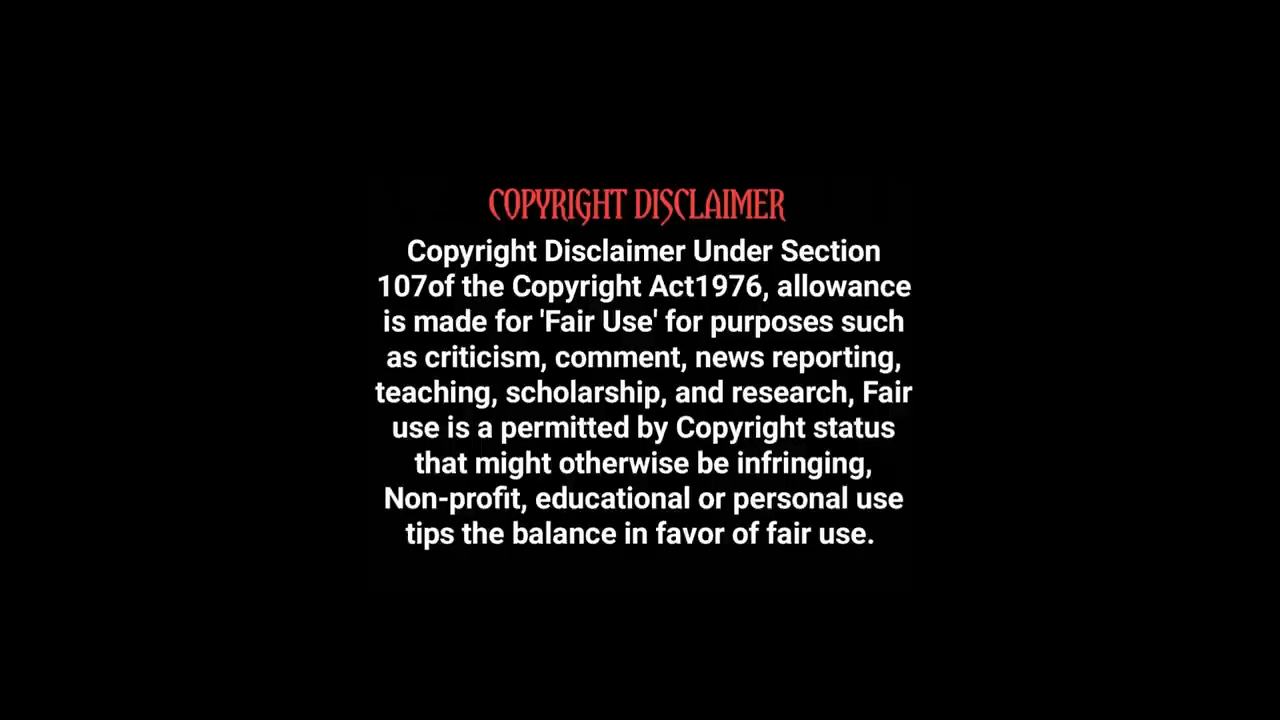 COPYRIGHT DISCLAIMER
Copyright Disclaimer Under Section
107of the Copyright Act1976, allowance
is made for 'Fair Use' for purposes such
as criticism, comment, news reporting,
teaching, scholarship, and research, Fair
use is a permitted by Copyright status
that might otherwise be infringing,
Non-profit, educational or personal use
tips the balance in favor of fair use.